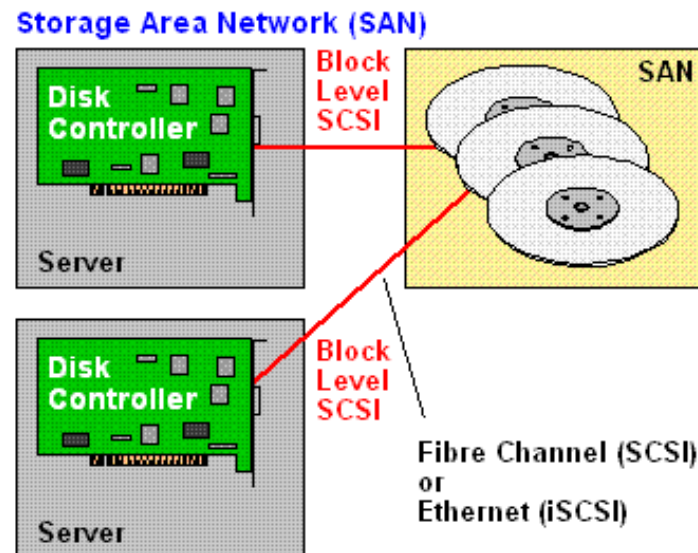 Storage Area Network (SAN)
Disk
Controller
Server
Block
Level
SCSI
SAN
Disk
Controller
Server
Block
Level
SCSI
Fibre Channel (SCSI)
or
Ethernet (iSCSI)